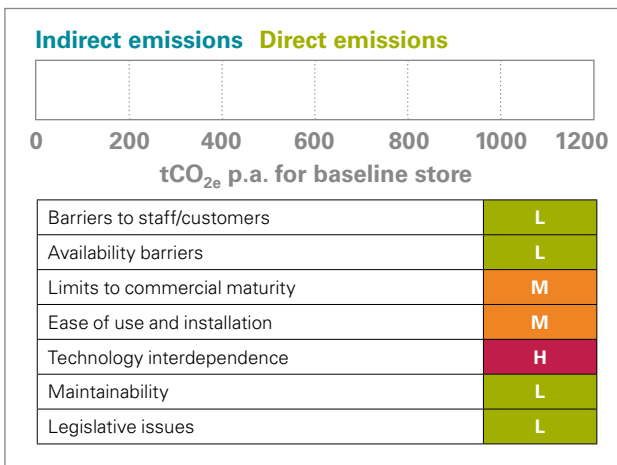 Indirect emissions Direct emissions
0 200 400 600 800 1000 1200
tCO2e p.a. for baseline store
Barriers to staff/customers L
Availability barriers L
Limits to commercial maturity M
Ease of use and installation M
Technology interdependence H
Maintainability L
Legislative issues L